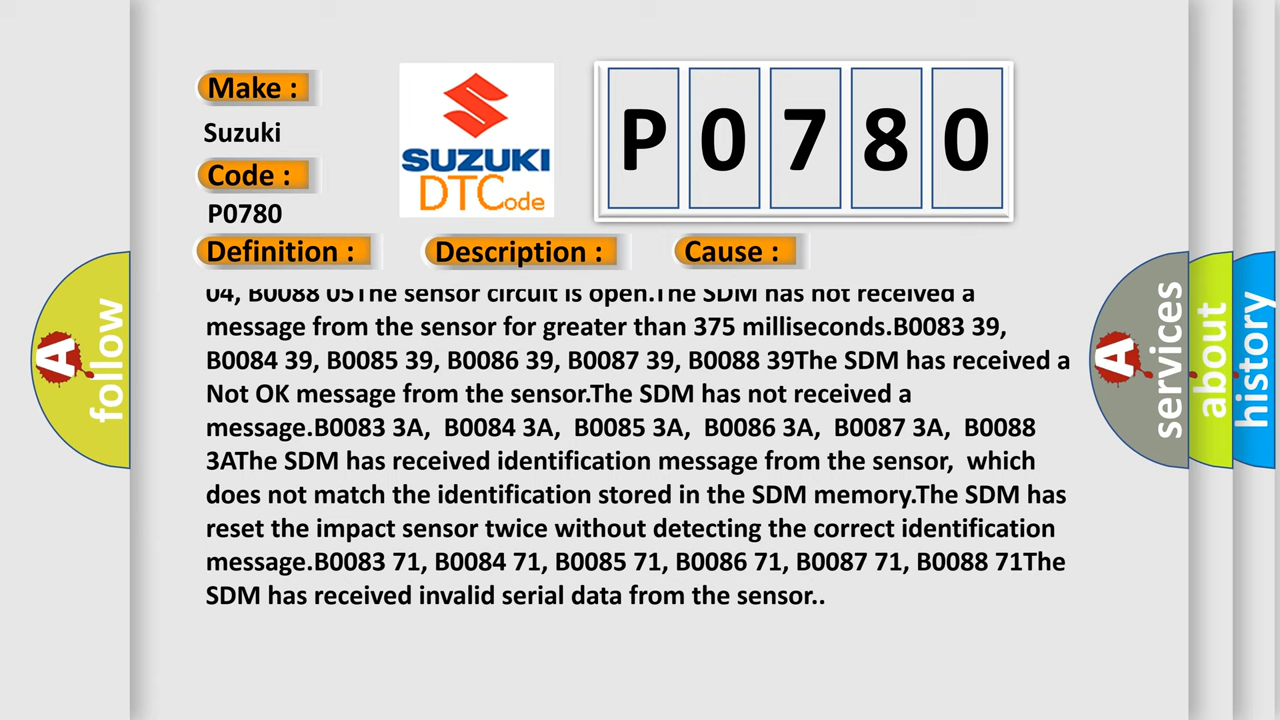 Make :
Suzuki
Code :
P0780
SUZUKI
DTCode
P0780
Definition :
Description :
Cause :
04, B0088 05The sensor circuit is open.The SDM has not received a
message from the sensor for greater than 375 milliseconds.B0083 39,
B0084 39, B0085 39, B0086 39, B0087 39, B0088 39The SDM has received a
Not OK message from the sensor.The SDM has not received a
message.B0083 3A, B0084 3A, B0085 3A, B0086 3A, B0087 3A, B0088
3AThe SDM has received identification message from the sensor, which
does not match the identification stored in the SDM memory.The SDM has
reset the impact sensor twice without detecting the correct identification
message.B0083 71, B0084 71, B0085 71, B0086 71, B0087 71, B0088 71The
SDM has received invalid serial data from the sensor..
A follow
A services
about
history